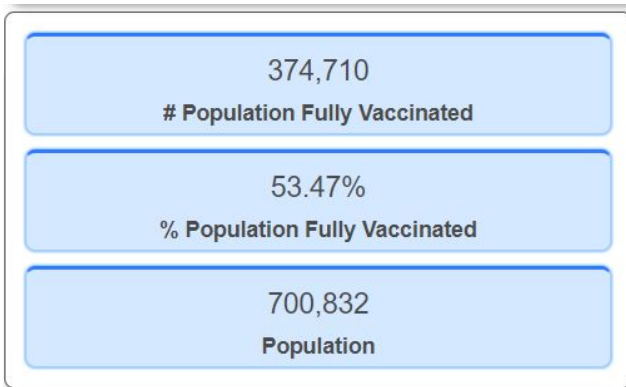 374,710
# Population Fully Vaccinated
53.47%
% Population Fully Vaccinated
700,832
Population